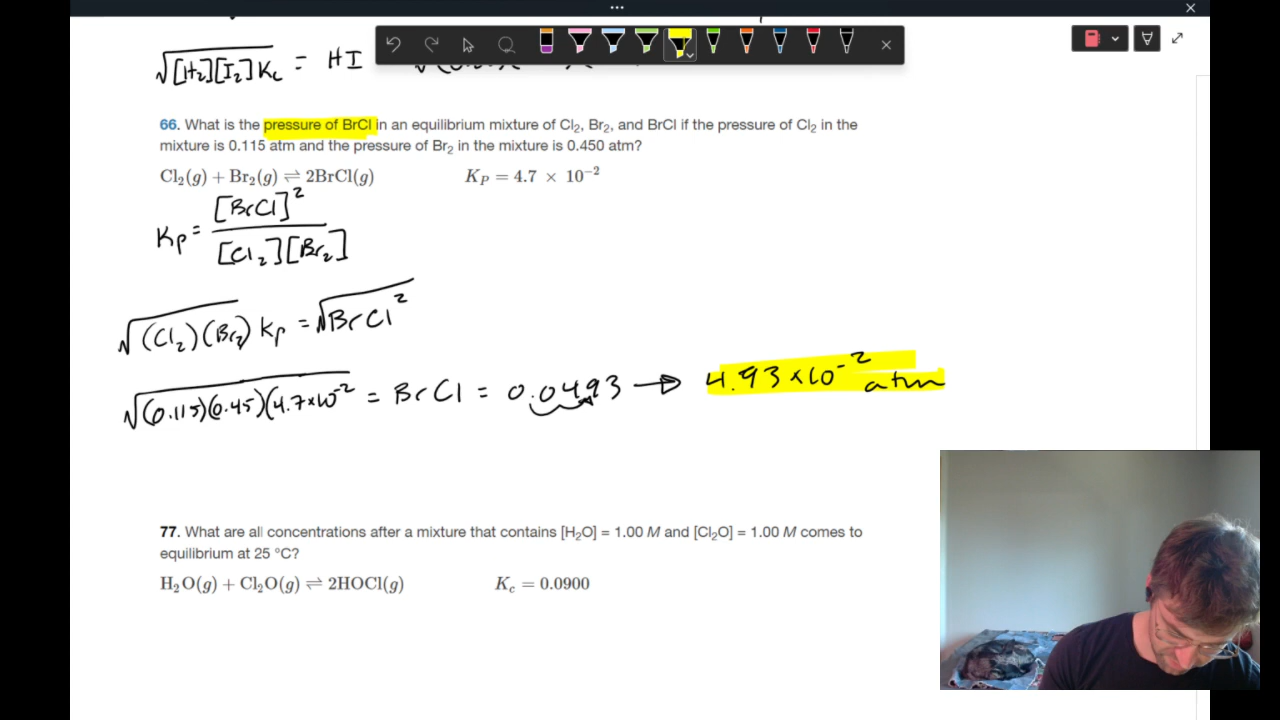 √[H₂][I₂]Kc = HI
66. What is the pressure of BrCl in an equilibrium mixture of Cl₂, Br₂, and BrCl if the pressure of Cl₂ in the
mixture is 0.115 atm and the pressure of Br₂ in the mixture is 0.450 atm?
Cl₂(g) + Br₂(g) ⇌ 2BrCl(g) K_P = 4.7 × 10⁻²
Kp = [BrCl]² / [Cl₂][Br₂]
√(Cl₂)(Br₂) Kp = √BrCl²
√(0.115)(0.45)(4.7×10⁻² = BrCl = 0.0493 → 4.93×10⁻² atm
77. What are all concentrations after a mixture that contains [H₂O] = 1.00 M and [Cl₂O] = 1.00 M comes to
equilibrium at 25 °C?
H₂O(g) + Cl₂O(g) ⇌ 2HOCl(g) K_c = 0.0900